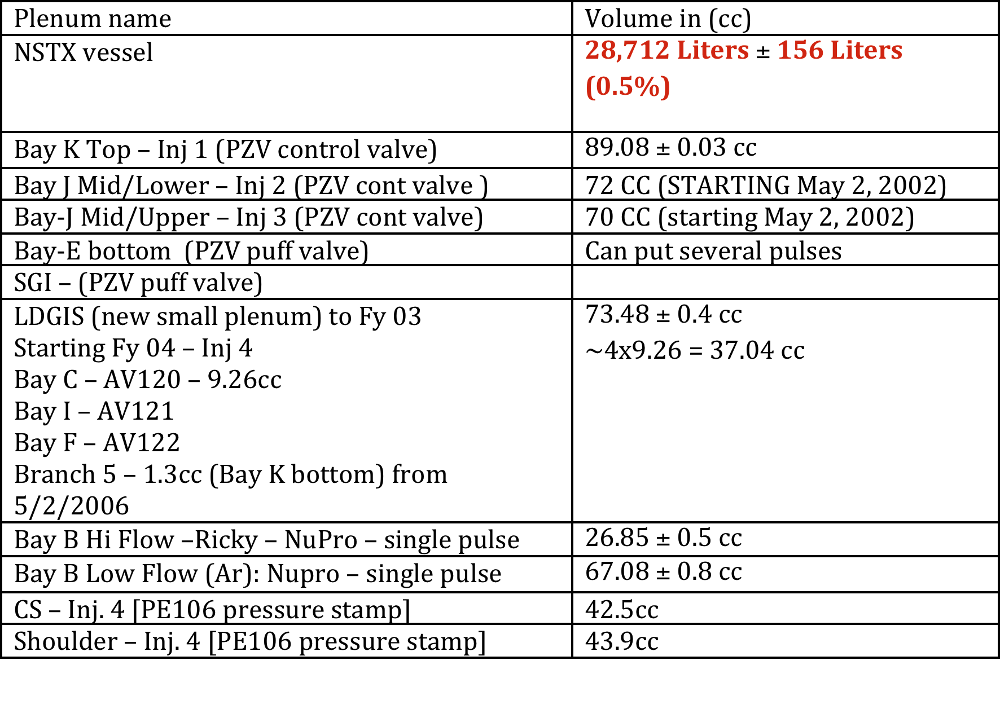 Plenum name
Volume in (cc)
NSTX vessel
28,712 Liters ± 156 Liters
(0.5%)
Bay K Top – Inj 1 (PZV control valve)
89.08 ± 0.03 cc
Bay J Mid/Lower – Inj 2 (PZV cont valve )
72 CC (STARTING May 2, 2002)
Bay-J Mid/Upper – Inj 3 (PZV cont valve)
70 CC (starting May 2, 2002)
Bay-E bottom  (PZV puff valve)
Can put several pulses
SGI – (PZV puff valve)
LDGIS (new small plenum) to Fy 03
Starting Fy 04 – Inj 4
Bay C – AV120 – 9.26cc
Bay I – AV121
Bay F – AV122
Branch 5 – 1.3cc (Bay K bottom) from
5/2/2006
73.48 ± 0.4 cc
~4x9.26 = 37.04 cc
Bay B Hi Flow –Ricky – NuPro – single pulse
26.85 ± 0.5 cc
Bay B Low Flow (Ar): Nupro – single pulse
67.08 ± 0.8 cc
CS – Inj. 4 [PE106 pressure stamp]
42.5cc
Shoulder – Inj. 4 [PE106 pressure stamp]
43.9cc